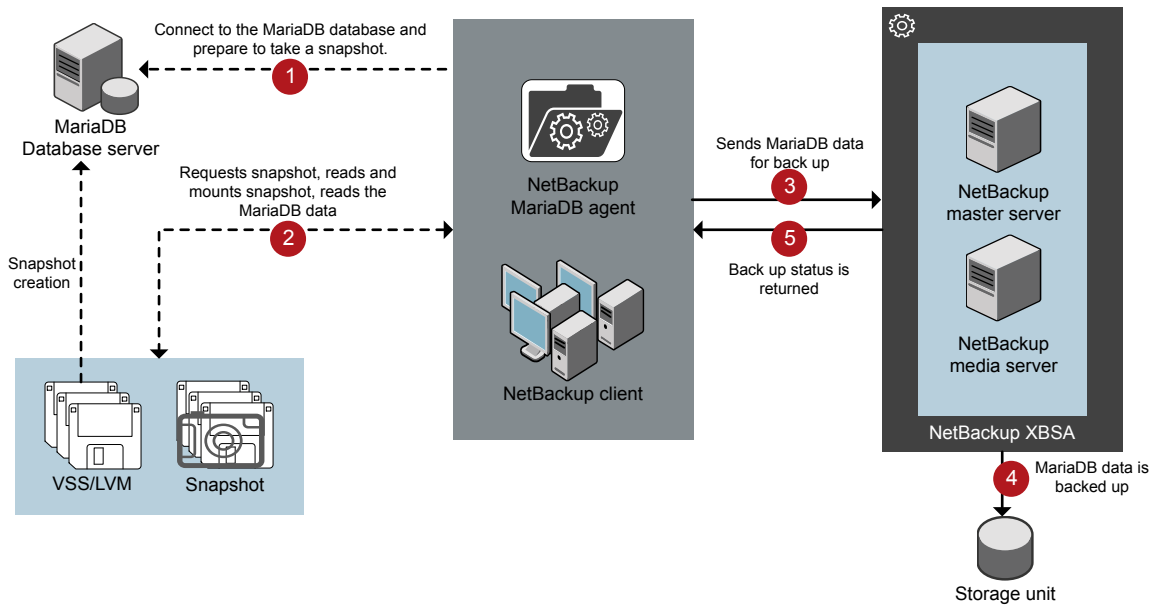 Connect to the MariaDB database and
prepare to take a snapshot.
1
MariaDB
Database server
Requests snapshot, reads and
mounts snapshot, reads the
MariaDB data
2
Snapshot
creation
VSS/LVM
Snapshot
NetBackup
MariaDB agent
NetBackup client
Sends MariaDB data
for back up
3
5
Back up status is
returned
NetBackup
master server
NetBackup
media server
NetBackup XBSA
4
MariaDB data is
backed up
Storage unit